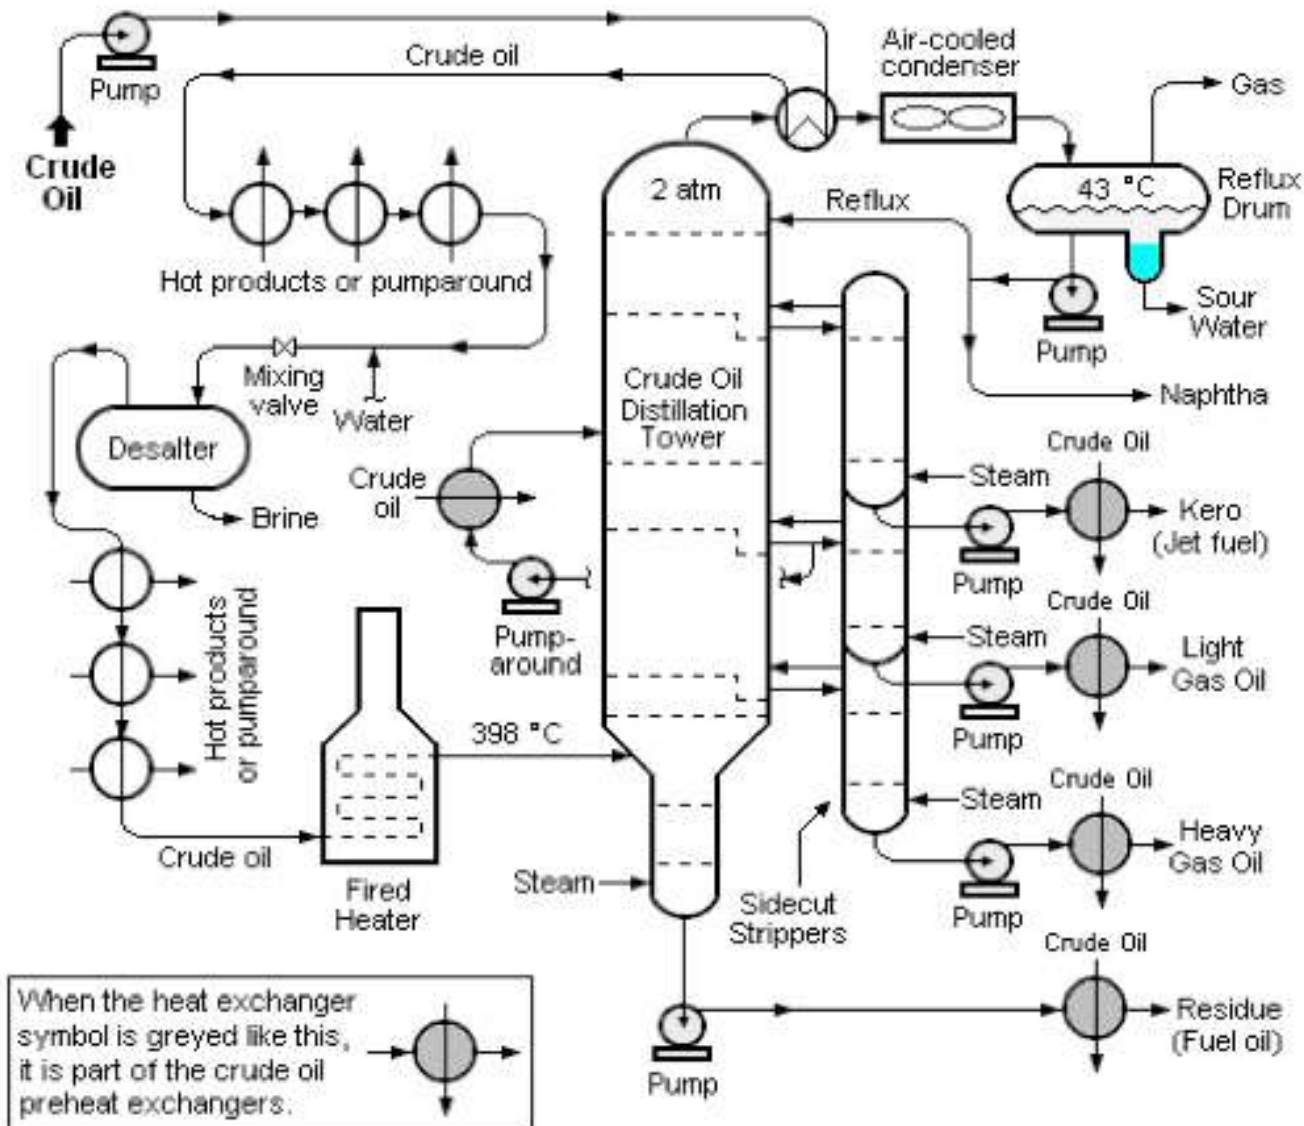 Pump
Crude
Oil
Crude oil
Air-cooled
condenser
Gas
2 atm
43 °C
Reflux
Drum
Reflux
Hot products or pumparound
Sour
Water
Pump
Mixing
valve
Water
Crude Oil
Distillation
Tower
Naphtha
Desalter
Brine
Crude
oil
Steam
Crude Oil
Kero
(Jet fuel)
Pump
Pump-
around
Hot products
or pumparound
Steam
Crude Oil
Light
Gas Oil
Pump
398 °C
Crude oil
Fired
Heater
Steam
Steam
Crude Oil
Heavy
Gas Oil
Pump
Sidecut
Strippers
Crude Oil
Residue
(Fuel oil)
Pump
When the heat exchanger
symbol is greyed like this,
it is part of the crude oil
preheat exchangers.